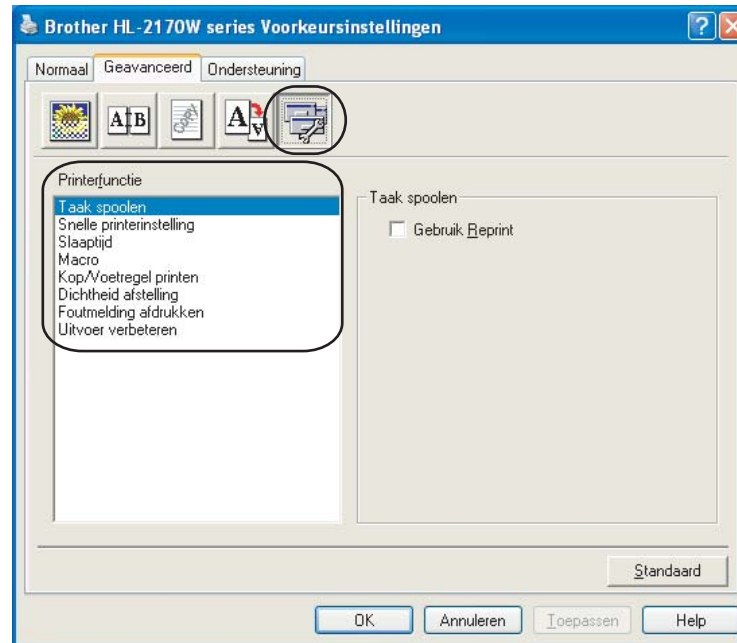 Brother HL-2170W series Voorkeursinstellingen
Normaal Geavanceerd Ondersteuning
A B copy A A
Printerfunctie
Taak spoolen
Snelle printerinstelling
Slaaptijd
Macro
Kop/Voetregel printen
Dichtheid afstelling
Foutmelding afdrukken
Uitvoer verbeteren
Taak spoolen
Gebruik Reprint
Standaard
OK Annuleren Toepassen Help